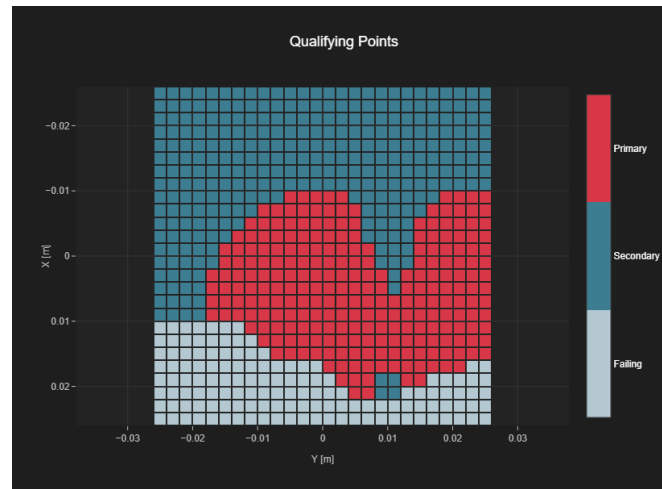 Qualifying Points
−0.02
−0.01
0
0.01
0.02
X [m]
−0.03
−0.02
−0.01
0
0.01
0.02
0.03
Y [m]
Primary
Secondary
Failing